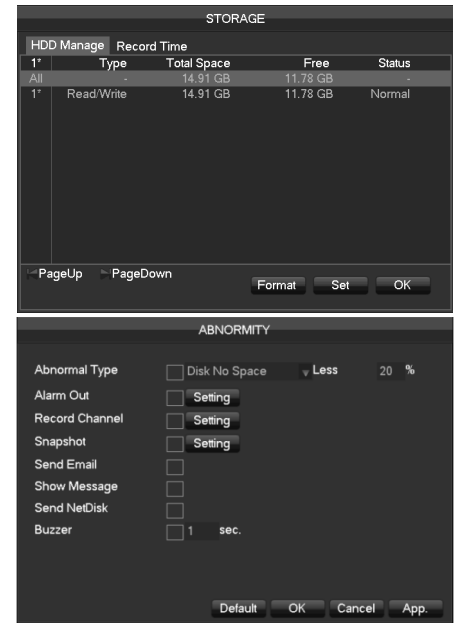 STORAGE
HDD Manage Record Time
1* Type Total Space Free Status
All - 14.91 GB 11.78 GB -
1* Read/Write 14.91 GB 11.78 GB Normal
PageUp PageDown
Format Set OK
ABNORMITY
Abnormal Type Disk No Space Less 20 %
Alarm Out Setting
Record Channel Setting
Snapshot Setting
Send Email
Show Message
Send NetDisk
Buzzer 1 sec.
Default OK Cancel App.